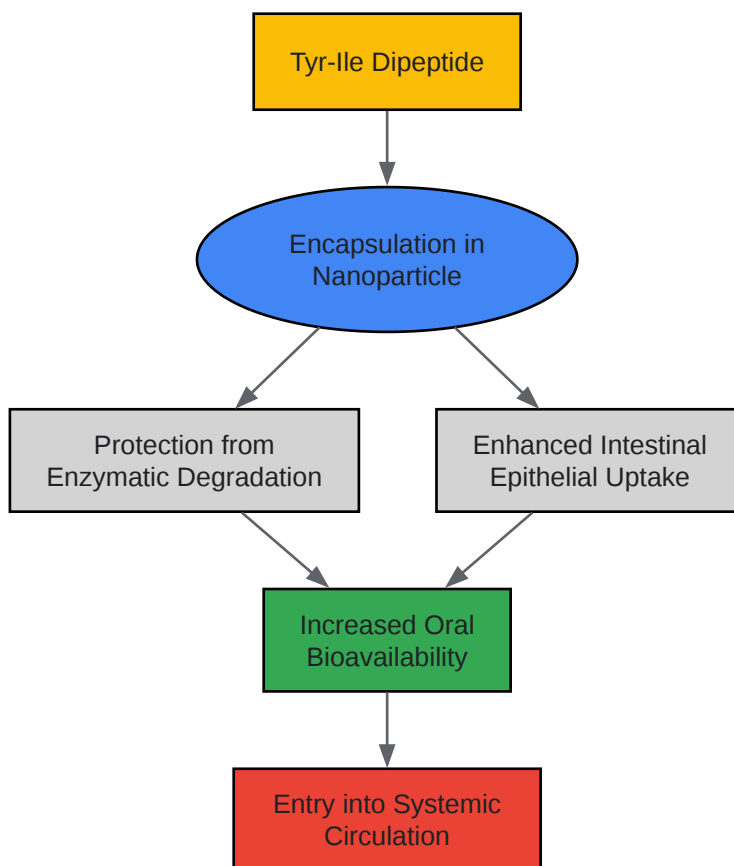 Tyr-Ile Dipeptide
Encapsulation in
Nanoparticle
Protection from
Enzymatic Degradation
Enhanced Intestinal
Epithelial Uptake
Increased Oral
Bioavailability
Entry into Systemic
Circulation